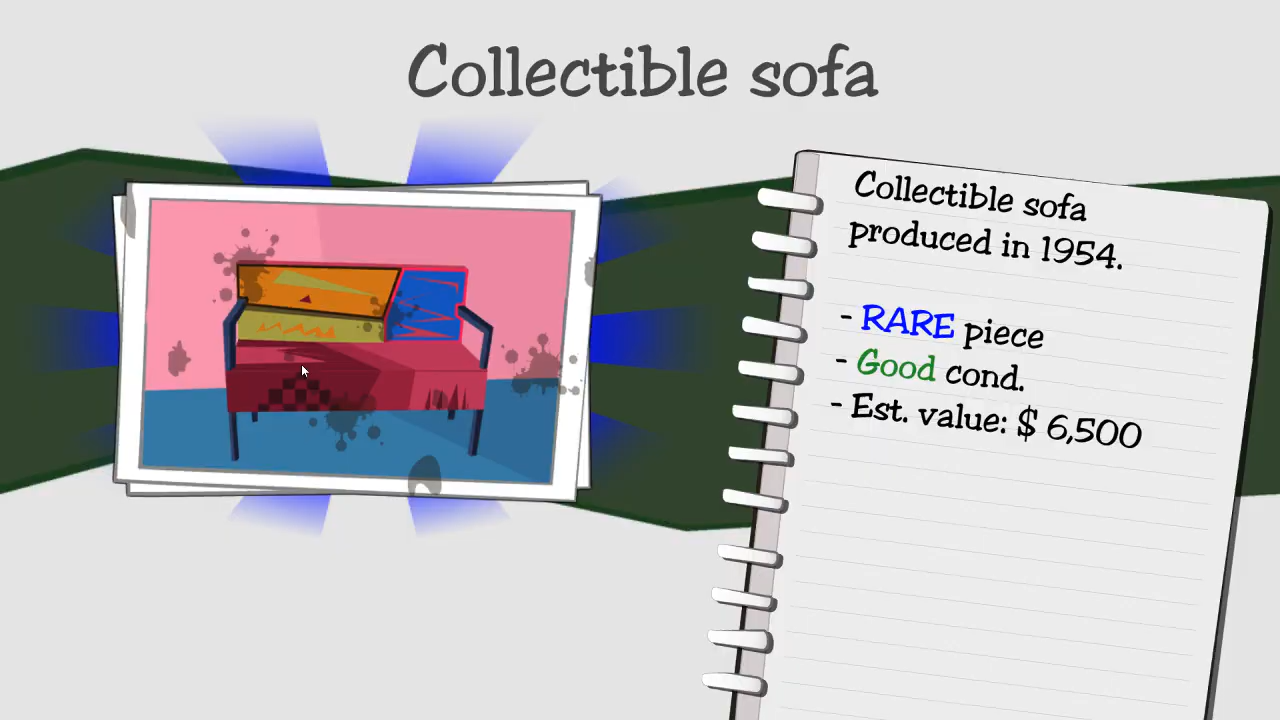 Collectible sofa
Collectible sofa
produced in 1954.
- RARE piece
- Good cond.
- Est. value: $ 6,500